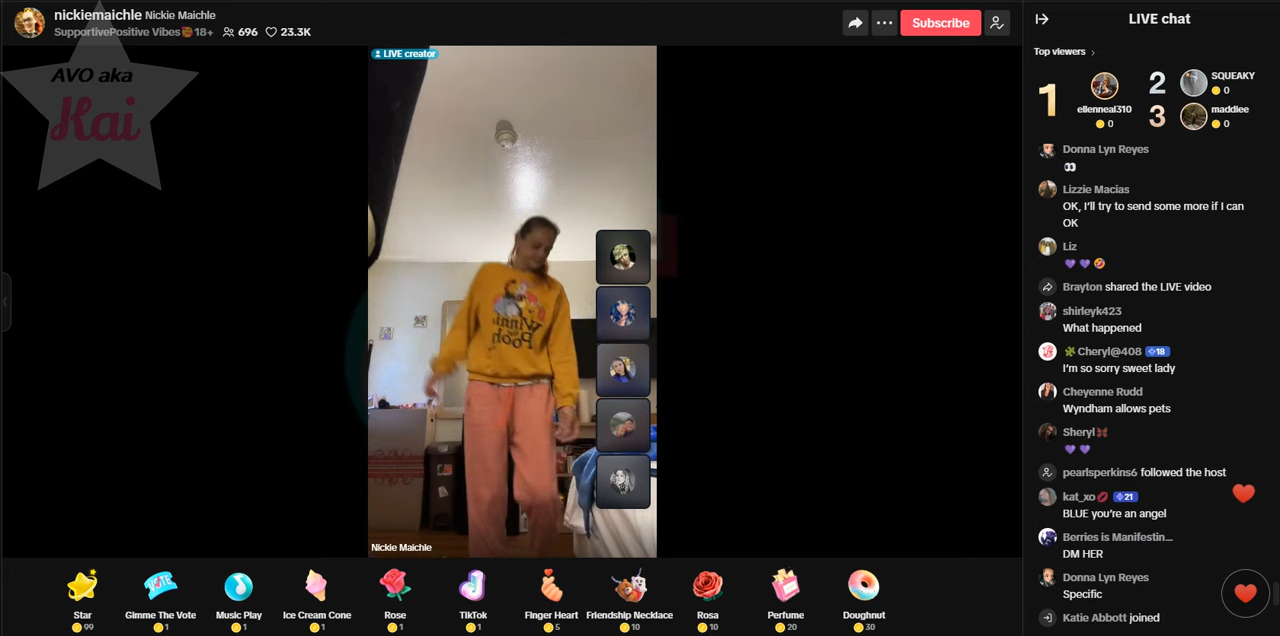 nickiemaichle Nickie Maichle
SupportivePositive Vibes 18+ 696 23.3K
Subscribe
AVO aka
Kai
LIVE creator
Winnie
the
Pooh
Nickie Maichle
Star
99
Gimme The Vote
1
Music Play
1
Ice Cream Cone
1
Rose
1
TikTok
1
Finger Heart
5
Friendship Necklace
10
Rosa
10
Perfume
20
Doughnut
30
LIVE chat
Top viewers
1
ellenneal310
0
2
SQUEAKY
0
3
maddlee
0
Donna Lyn Reyes
Lizzie Macias
OK, I'll try to send some more if I can
OK
Liz
Brayton shared the LIVE video
shirleyk423
What happened
Cheryl@408 18
I'm so sorry sweet lady
Cheyenne Rudd
Wyndham allows pets
Sheryl
pearlsperkins6 followed the host
kat_xo 21
BLUE you're an angel
Berries is Manifestin...
DM HER
Donna Lyn Reyes
Specific
Katie Abbott joined